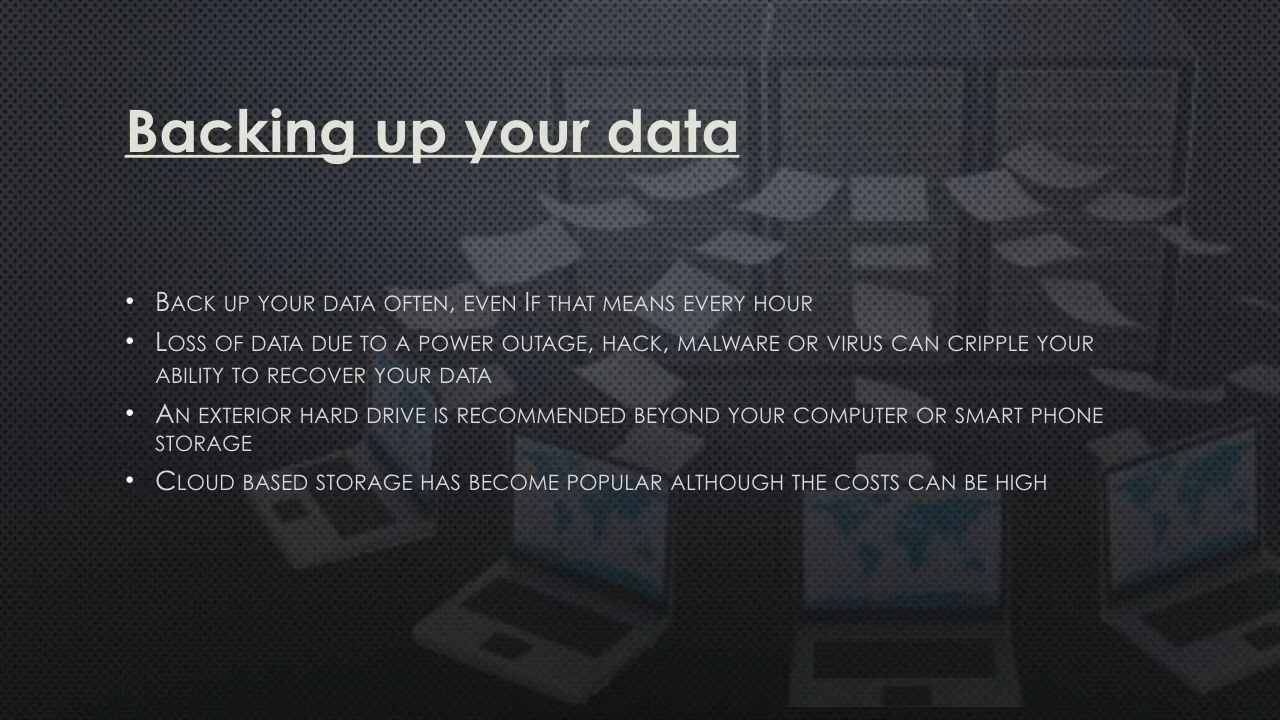 Backing up your data
• Back up your data often, even If that means every hour
• Loss of data due to a power outage, hack, malware or virus can cripple your
ability to recover your data
• An exterior hard drive is recommended beyond your computer or smart phone
storage
• Cloud based storage has become popular although the costs can be high